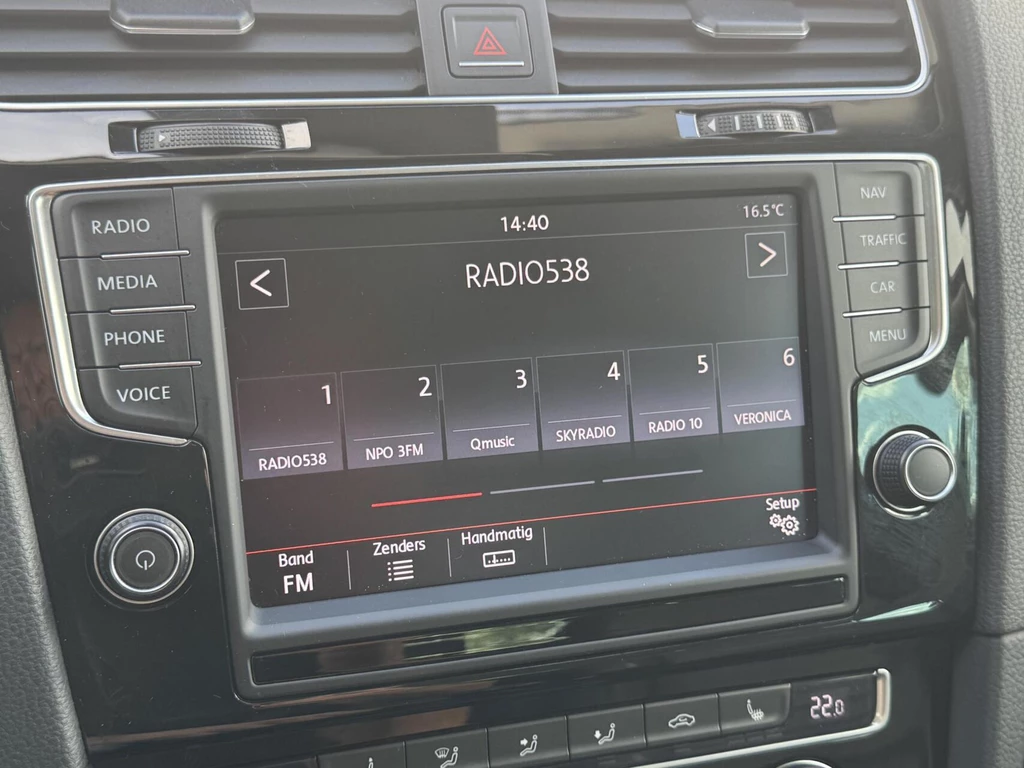 14:40
16.5°C
RADIO
MEDIA
PHONE
VOICE
NAV
TRAFFIC
CAR
MENU
<
RADIO538
>
1
2
3
4
5
6
RADIO538
NPO 3FM
Qmusic
SKYRADIO
RADIO 10
VERONICA
Band
FM
Zenders
Handmatig
Setup
22.0